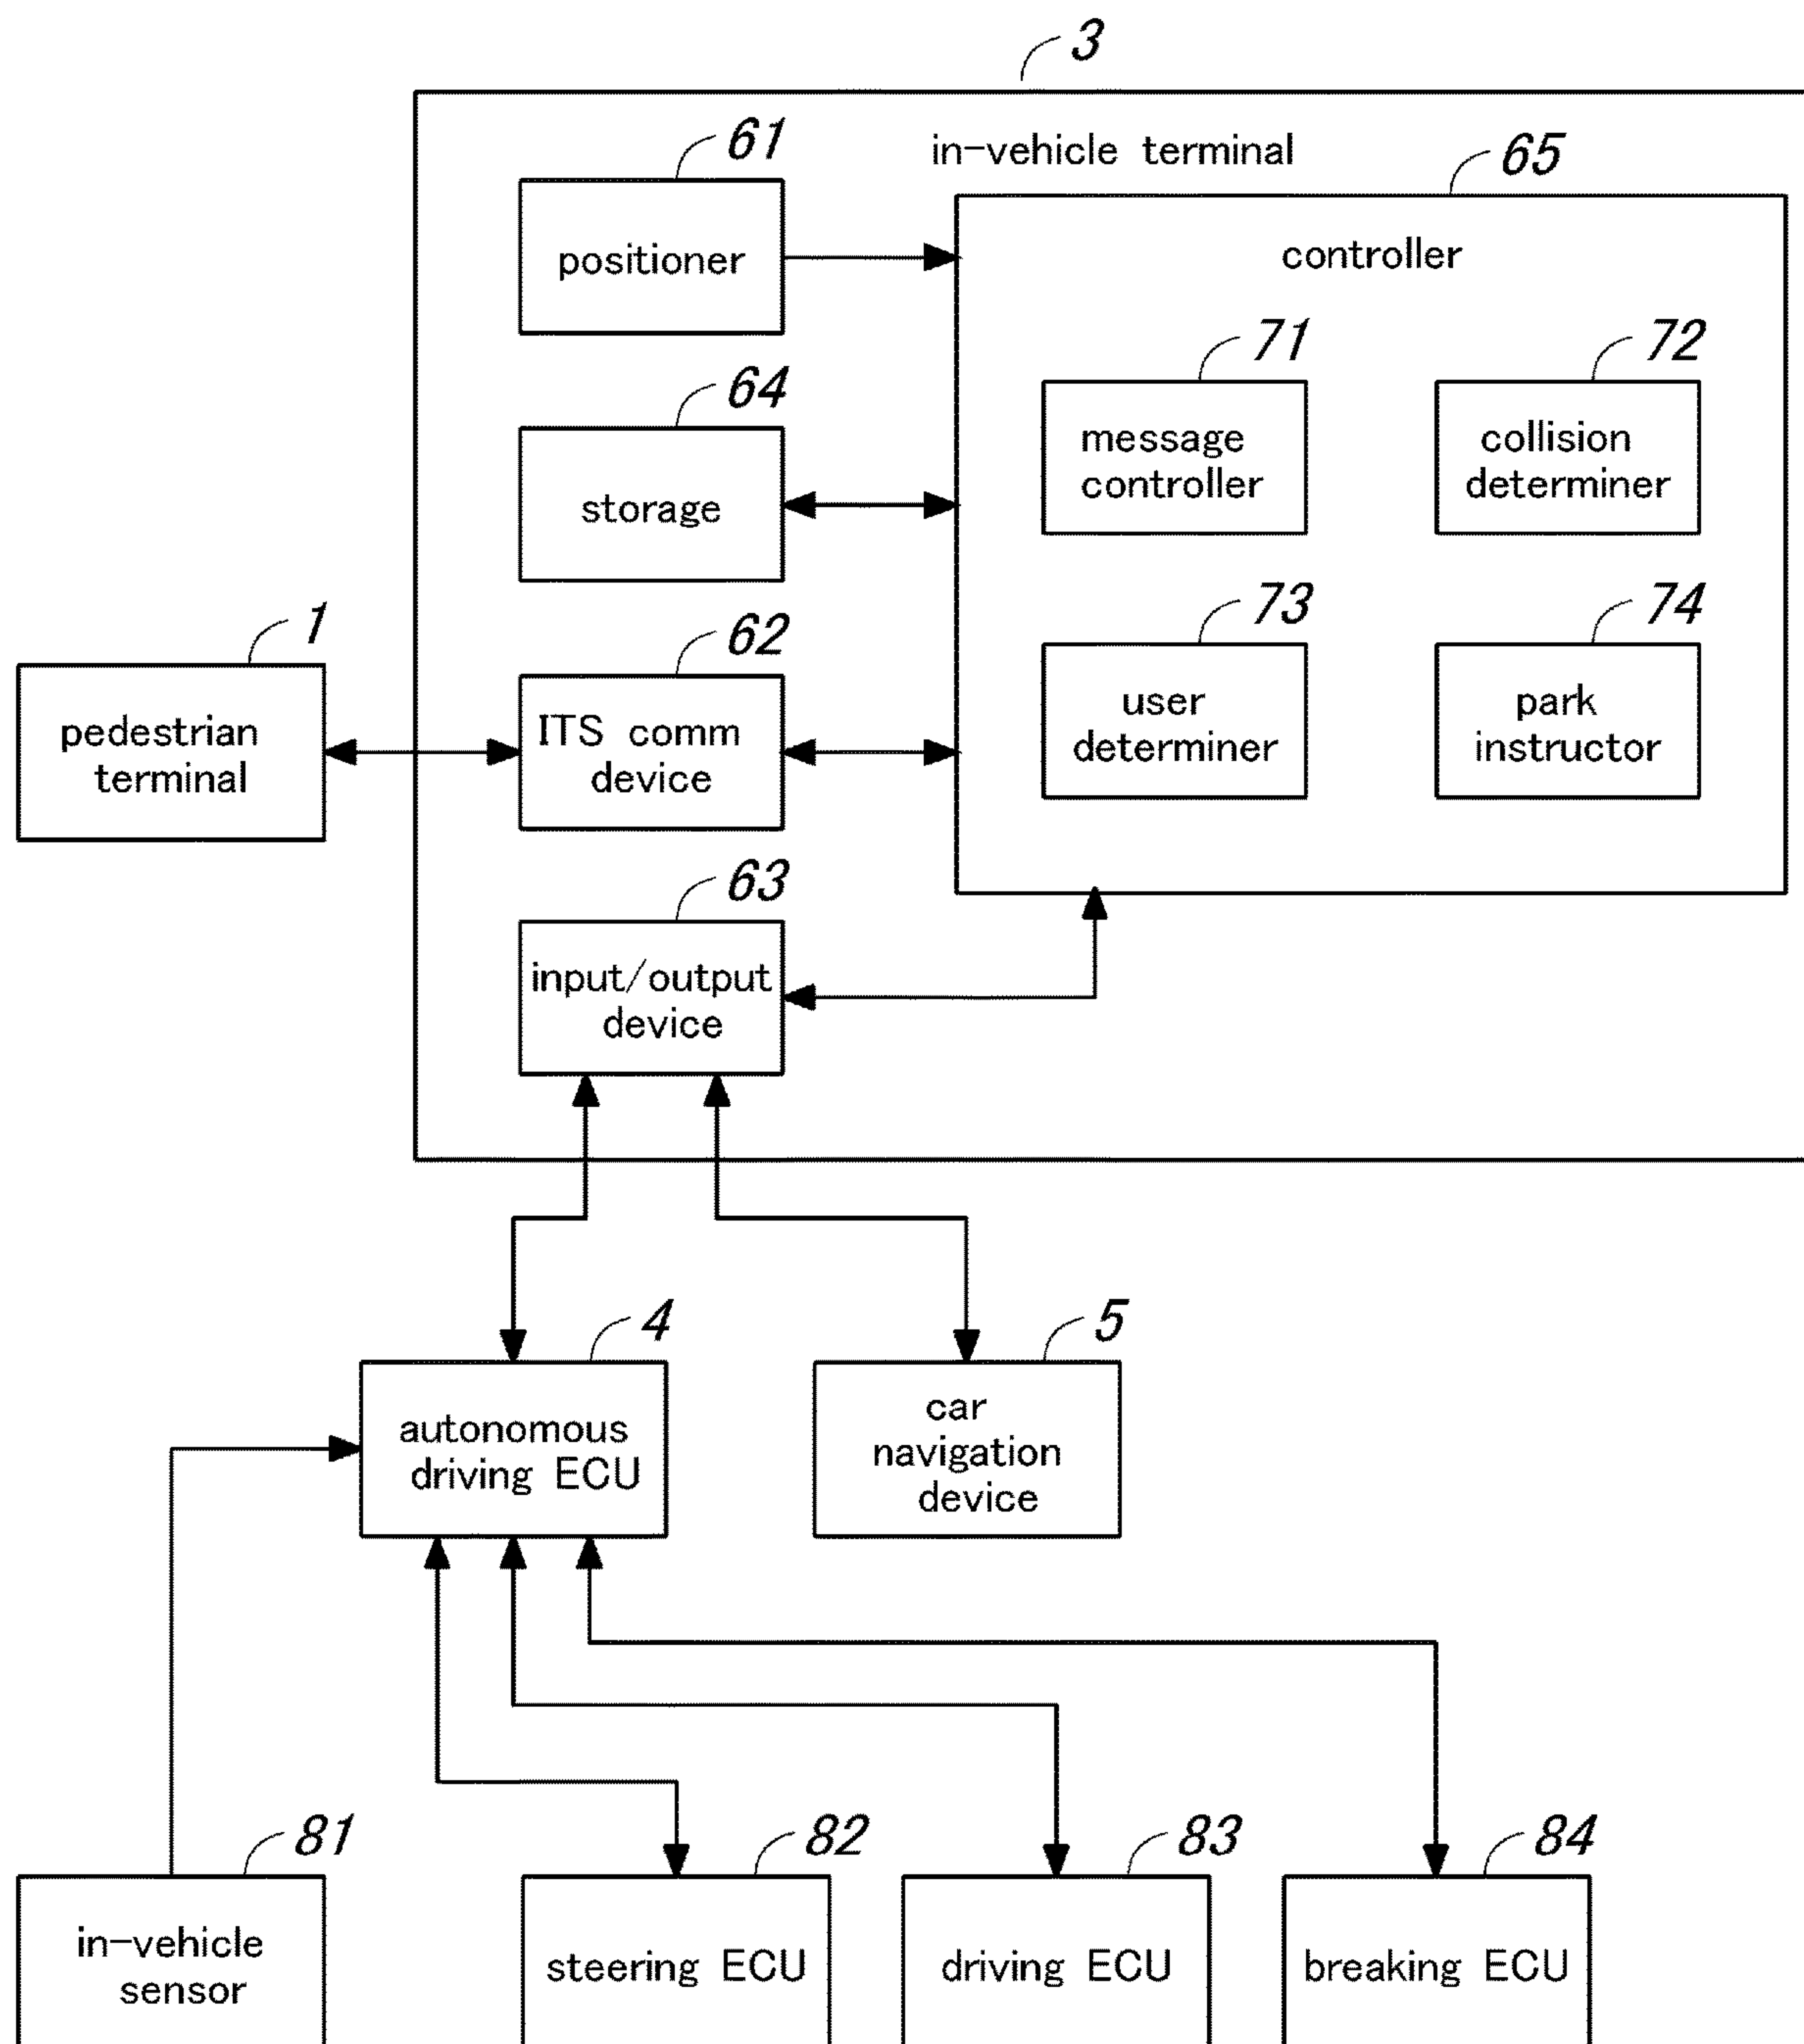 3
in-vehicle terminal
61
positioner
65
controller
64
storage
71
message
controller
72
collision
determiner
1
pedestrian
terminal
62
ITS comm
device
73
user
determiner
74
park
instructor
63
input/output
device
4
autonomous
driving ECU
5
car
navigation
device
81
in-vehicle
sensor
82
steering ECU
83
driving ECU
84
breaking ECU